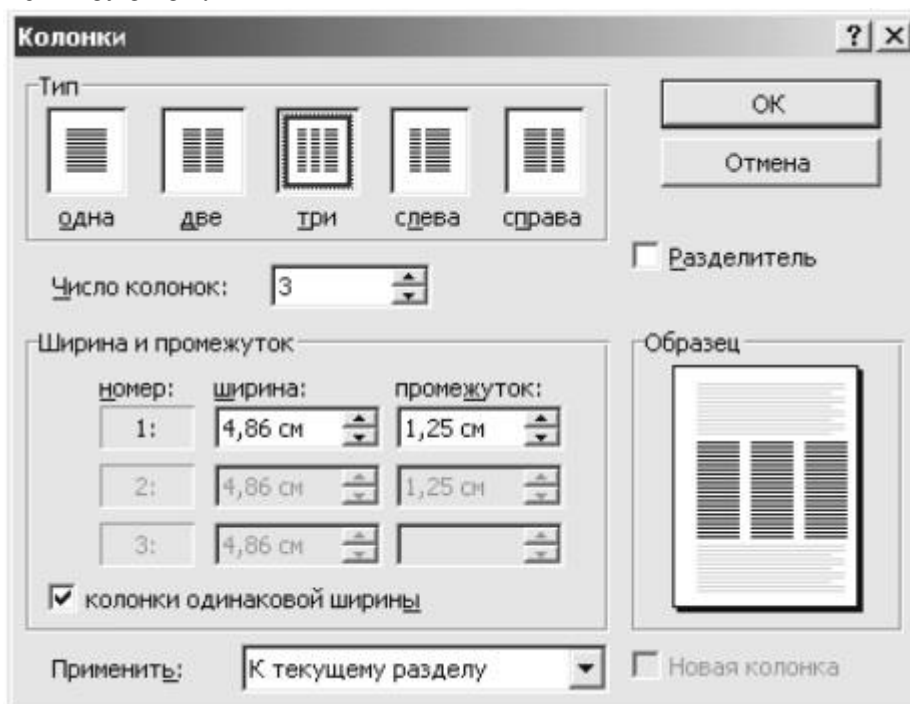 Колонки
Тип
одна две три слева справа
ОК
Отмена
Разделитель
Число колонок: 3
Ширина и промежуток
номер: ширина: промежуток:
1: 4,86 см 1,25 см
2: 4,86 см 1,25 см
3: 4,86 см
колонки одинаковой ширины
Образец
Применить: К текущему разделу
Новая колонка